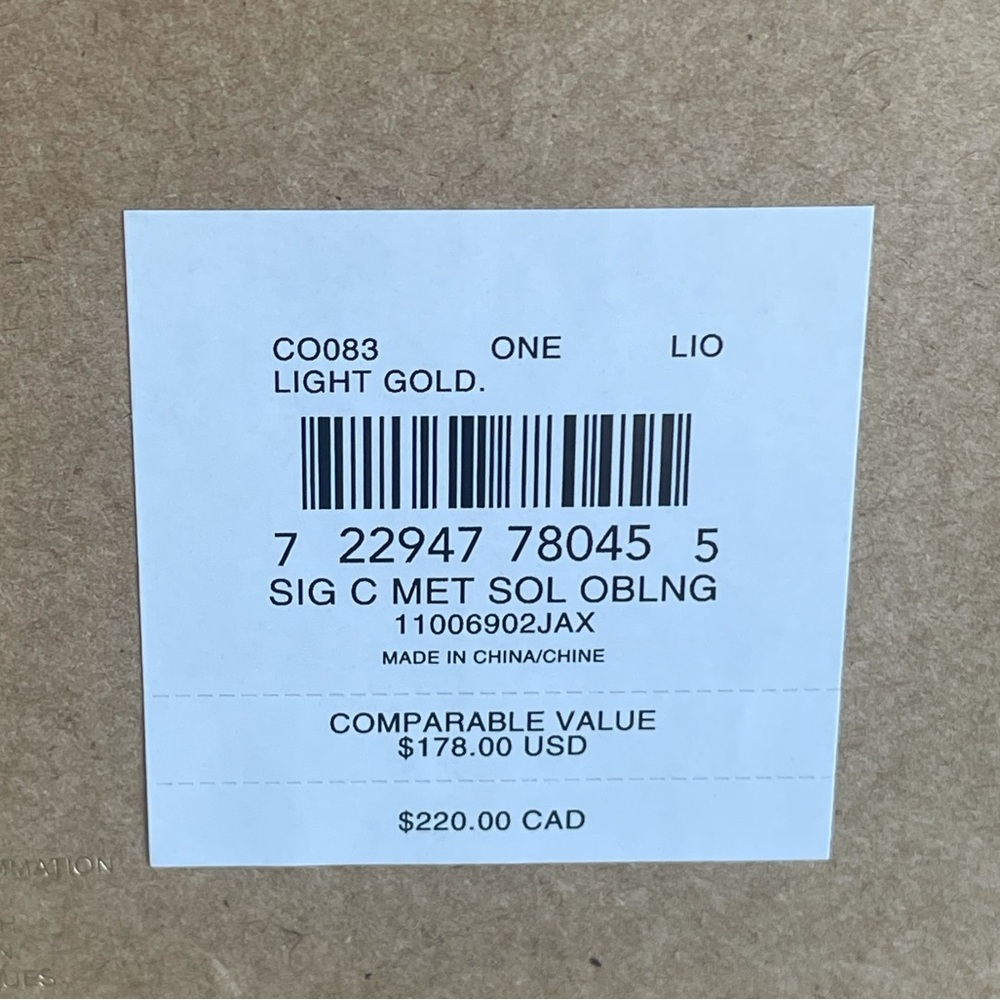 CO083 ONE LIO
LIGHT GOLD.
7 22947 78045 5
SIG C MET SOL OBLNG
11006902JAX
MADE IN CHINA/CHINE
COMPARABLE VALUE
$178.00 USD
$220.00 CAD